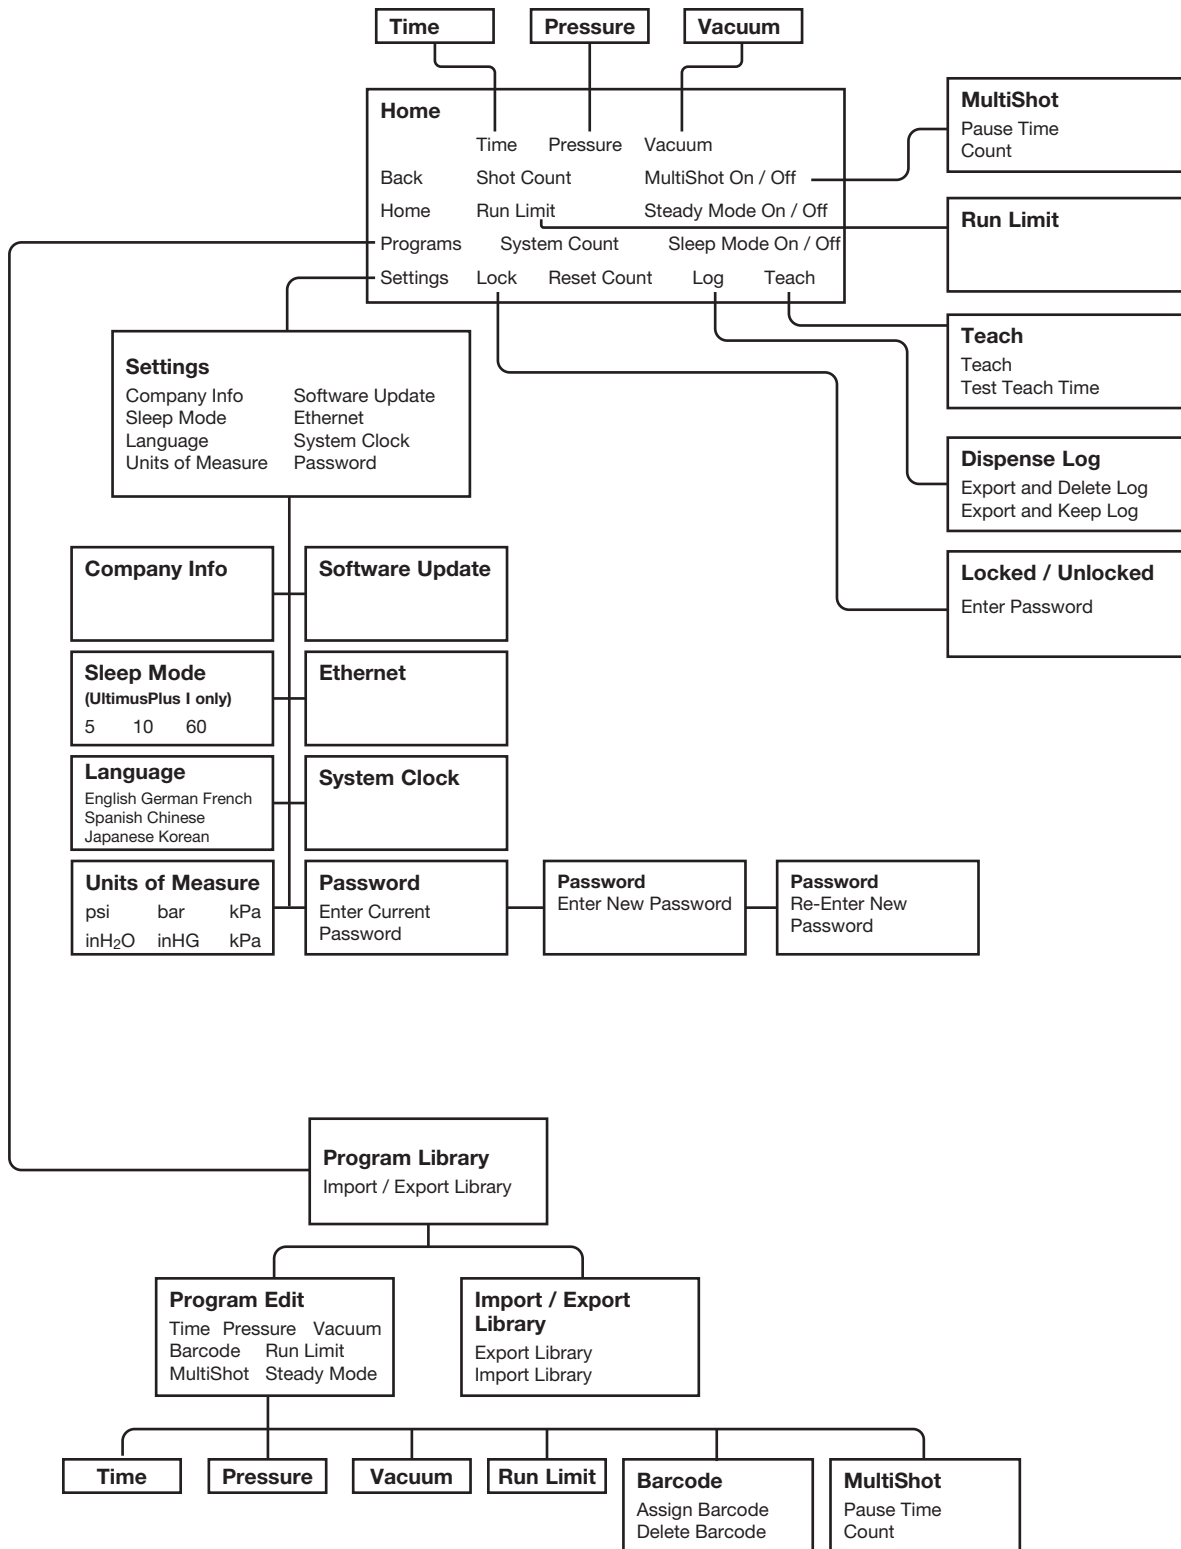 Time Pressure Vacuum
Home
Time Pressure Vacuum
Back Shot Count MultiShot On / Off
Home Run Limit Steady Mode On / Off
Programs System Count Sleep Mode On / Off
Settings Lock Reset Count Log Teach
MultiShot
Pause Time
Count
Run Limit
Teach
Teach
Test Teach Time
Dispense Log
Export and Delete Log
Export and Keep Log
Locked / Unlocked
Enter Password
Settings
Company Info Software Update
Sleep Mode Ethernet
Language System Clock
Units of Measure Password
Company Info
Software Update
Sleep Mode
(UltimusPlus I only)
5 10 60
Ethernet
Language
English German French
Spanish Chinese
Japanese Korean
System Clock
Units of Measure
psi bar kPa
inH₂O inHG kPa
Password
Enter Current
Password
Password
Enter New Password
Password
Re-Enter New
Password
Program Library
Import / Export Library
Program Edit
Time Pressure Vacuum
Barcode Run Limit
MultiShot Steady Mode
Import / Export
Library
Export Library
Import Library
Time
Pressure
Vacuum
Run Limit
Barcode
Assign Barcode
Delete Barcode
MultiShot
Pause Time
Count